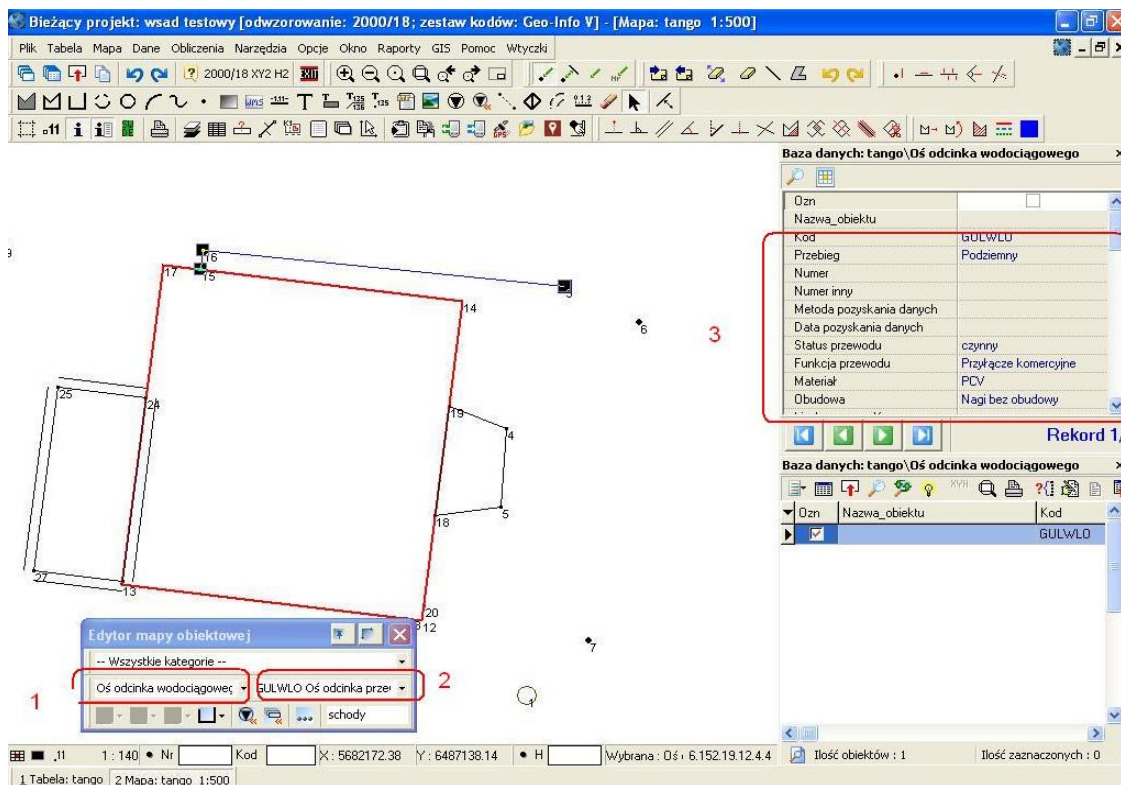 Bieżący projekt: wsad testowy [odwzorowanie: 2000/18; zestaw kodów: Geo-Info V] - [Mapa: tango 1:500]
Plik Tabela Mapa Dane Obliczenia Narzędzia Opcje Okno Raporty GIS Pomoc Wtyczki
2000/18 XY2 H2
Baza danych: tango\Oś odcinka wodociągowego
Ozn
Nazwa_obiektu
Kod GULWLO
Przebieg Podziemny
Numer
Numer inny
Metoda pozyskania danych
Data pozyskania danych
Status przewodu czynny
Funkcja przewodu Przyłącze komercyjne
Materiał PCV
Obudowa Nagi bez obudowy
3
Rekord 1/
Baza danych: tango\Oś odcinka wodociągowego
Ozn Nazwa_obiektu Kod
GULWLO
16
17
15
14
6
25
24
19
4
5
18
27
13
20
12
7
Edytor mapy obiektowej
-- Wszystkie kategorie --
1
Oś odcinka wodociągoweg
GULWLO Oś odcinka przev
2
schody
1 : 140 Nr Kod X : 5682172.38 Y : 6487138.14 H Wybrana : Oś 6.152.19.12.4.4
Ilość obiektów : 1 Ilość zaznaczonych : 0
1 Tabela: tango 2 Mapa: tango 1:500